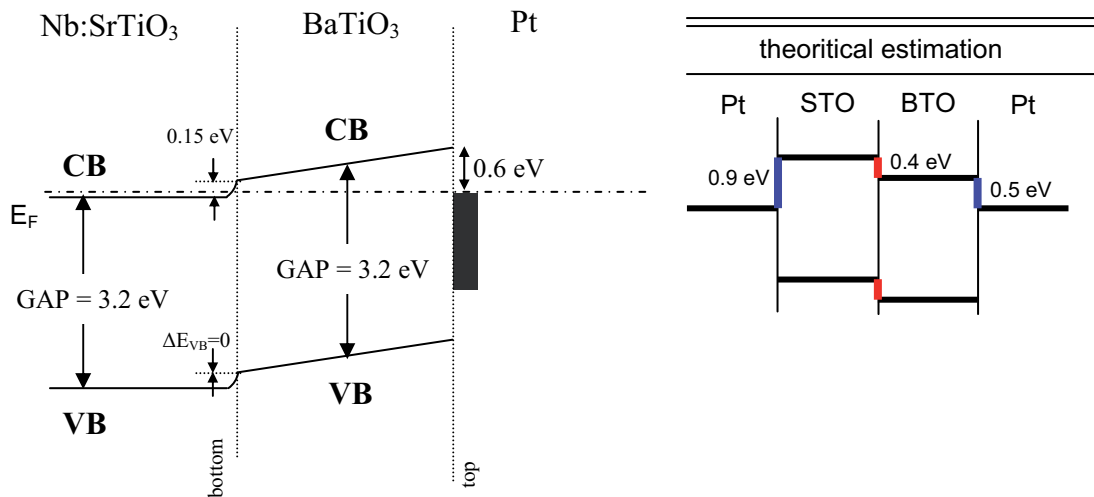 Nb:SrTiO₃ BaTiO₃ Pt
0.15 eV
CB
CB
0.6 eV
E_F
GAP = 3.2 eV
GAP = 3.2 eV
ΔE_VB=0
VB
VB
bottom
top
theoritical estimation
Pt STO BTO Pt
0.4 eV
0.9 eV
0.5 eV